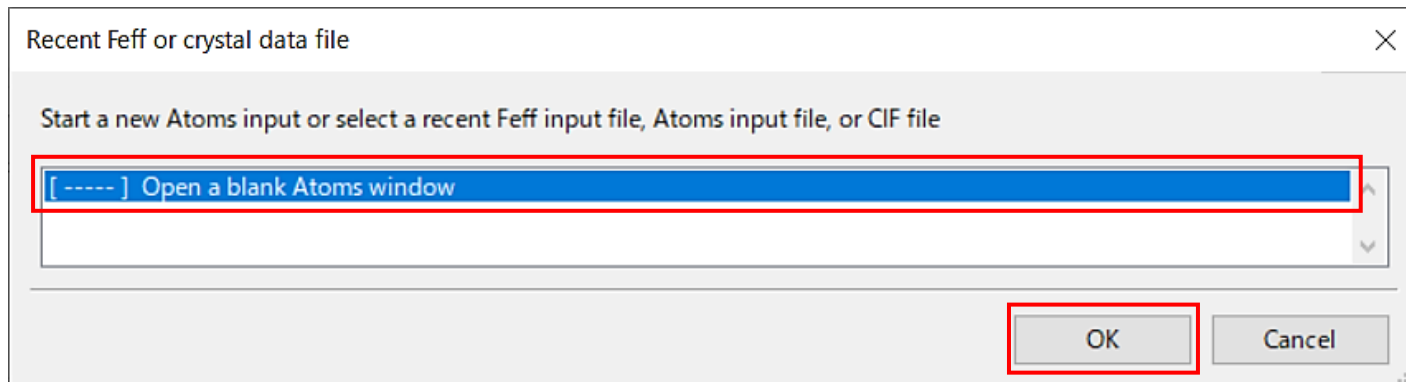 Recent Feff or crystal data file
Start a new Atoms input or select a recent Feff input file, Atoms input file, or CIF file
[ ----- ] Open a blank Atoms window
OK Cancel